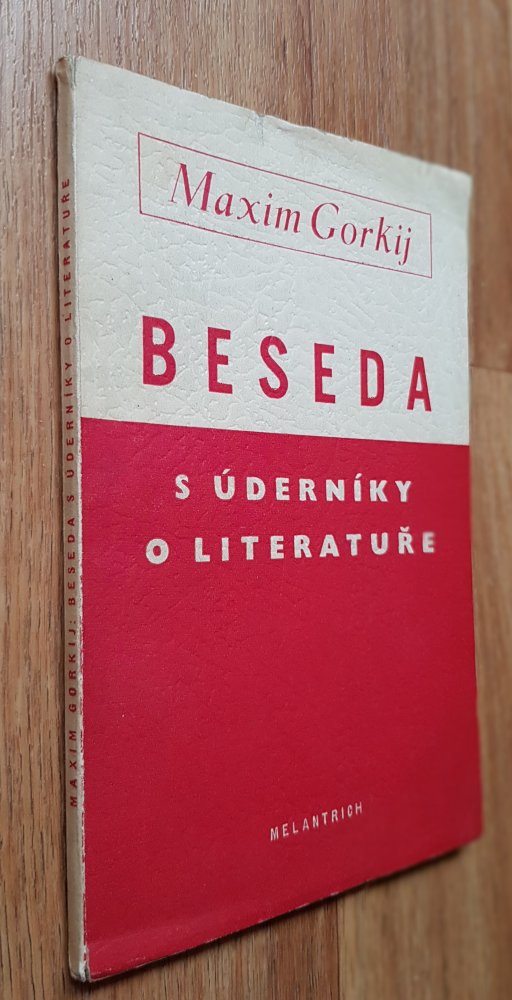 Maxim Gorkij
BESEDA
S ÚDERNÍKY
O LITERATUŘE
MELANTRICH
MAXIM GORKIJ: BESEDA S ÚDERNÍKY O LITERATUŘE